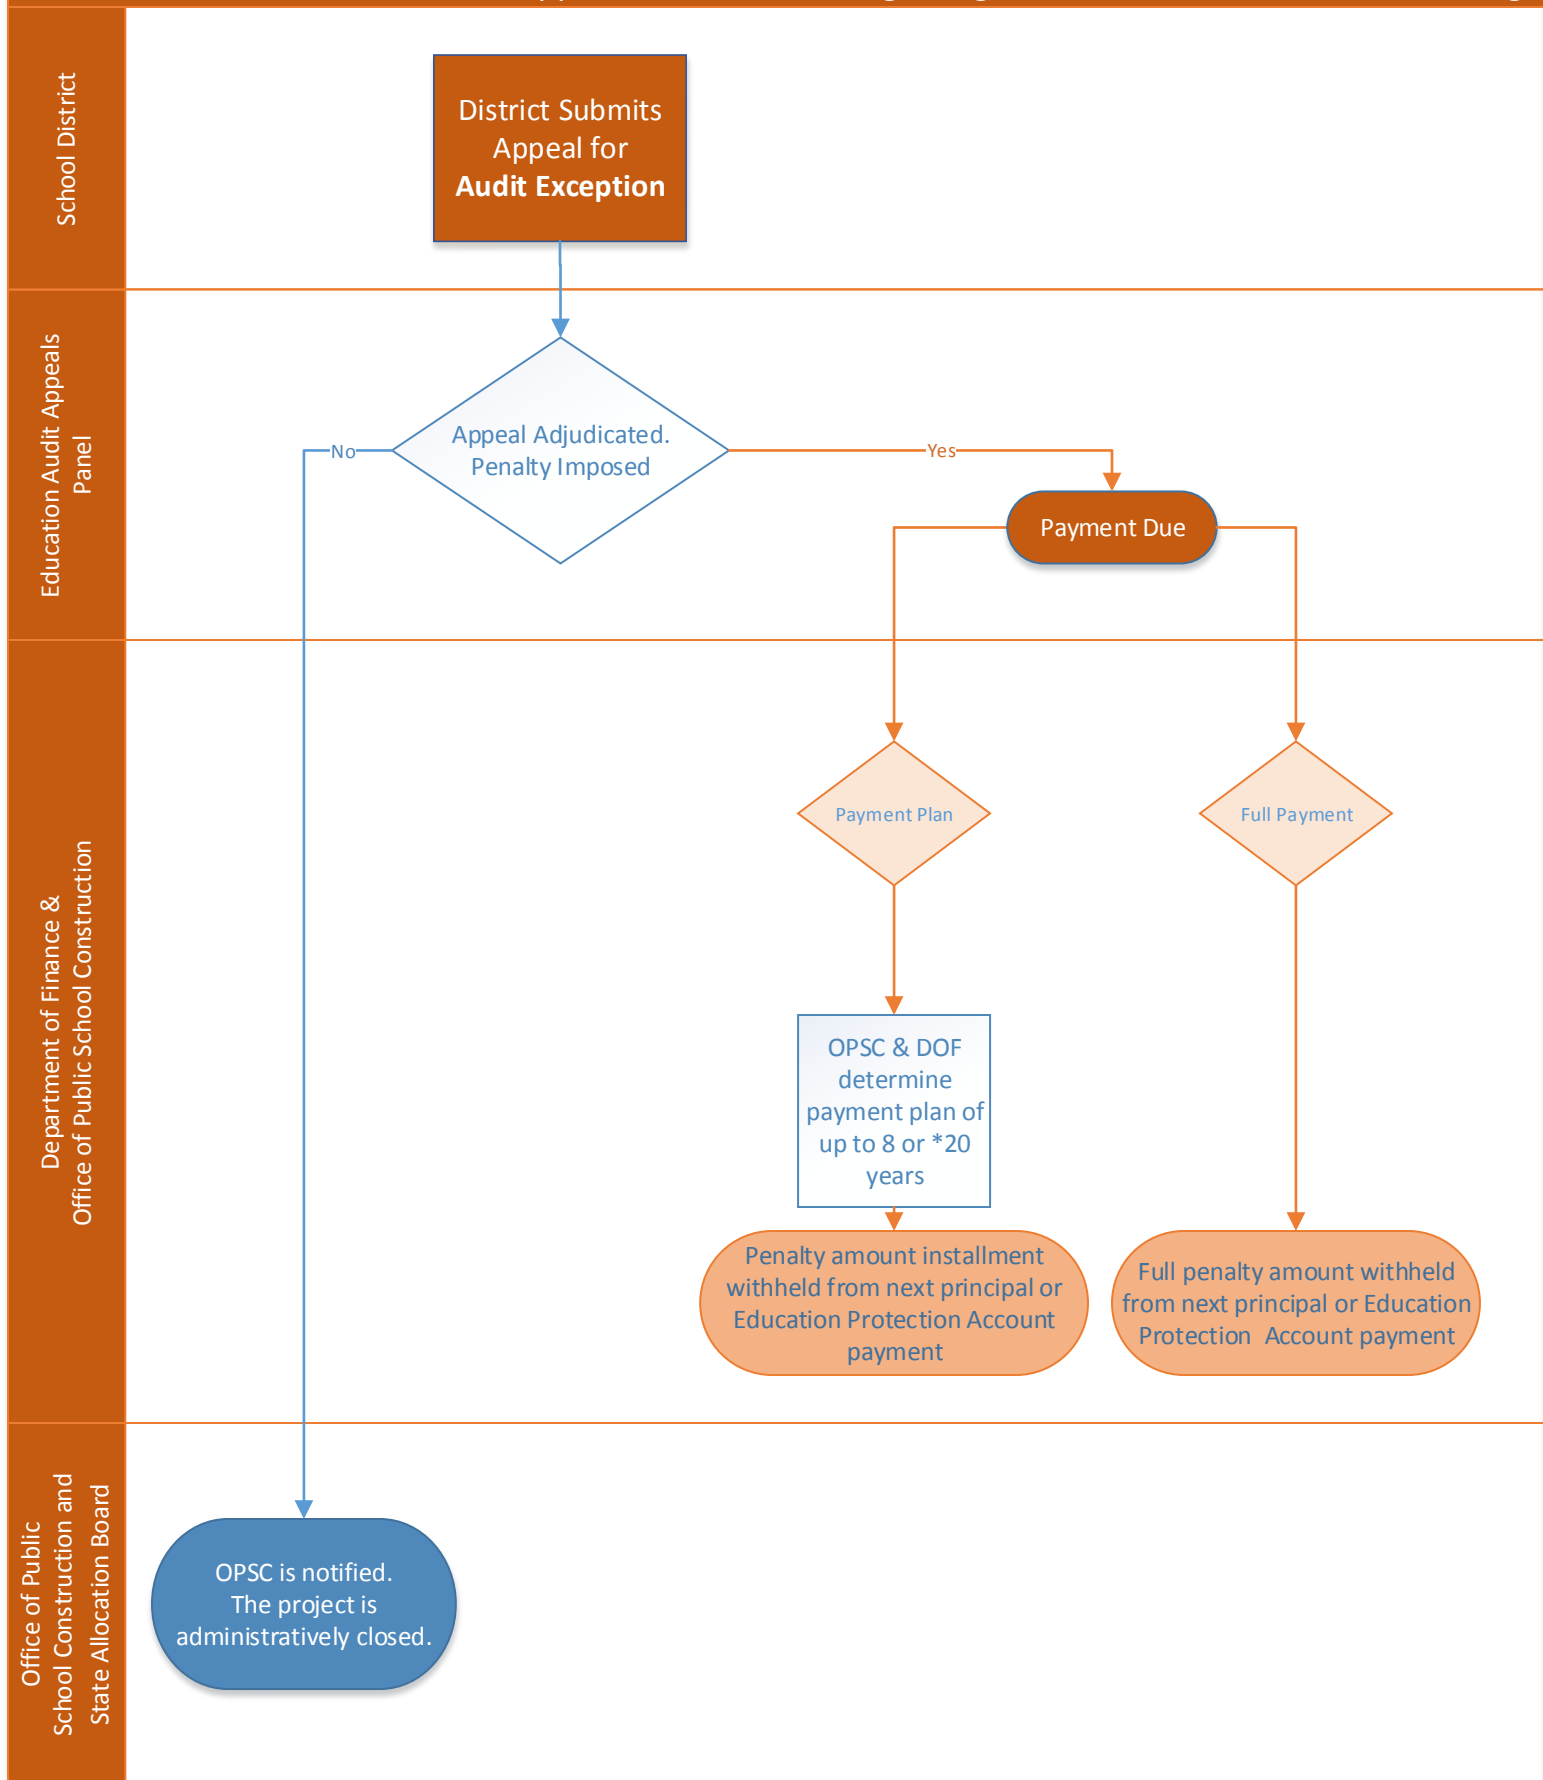 School District
District Submits
Appeal for
Audit Exception
Education Audit Appeals
Panel
Appeal Adjudicated.
Penalty Imposed
No
Yes
Payment Due
Department of Finance &
Office of Public School Construction
Payment Plan
Full Payment
OPSC & DOF
determine
payment plan of
up to 8 or *20
years
Penalty amount installment
withheld from next principal or
Education Protection Account
payment
Full penalty amount withheld
from next principal or Education
Protection  Account payment
Office of Public
School Construction and
State Allocation Board
OPSC is notified.
The project is
administratively closed.